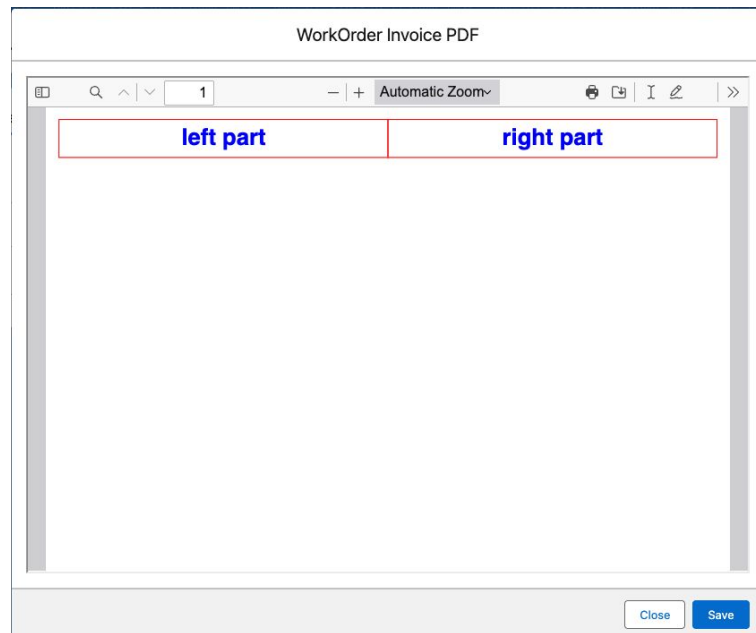 WorkOrder Invoice PDF
1
Automatic Zoom
left part
right part
Close
Save